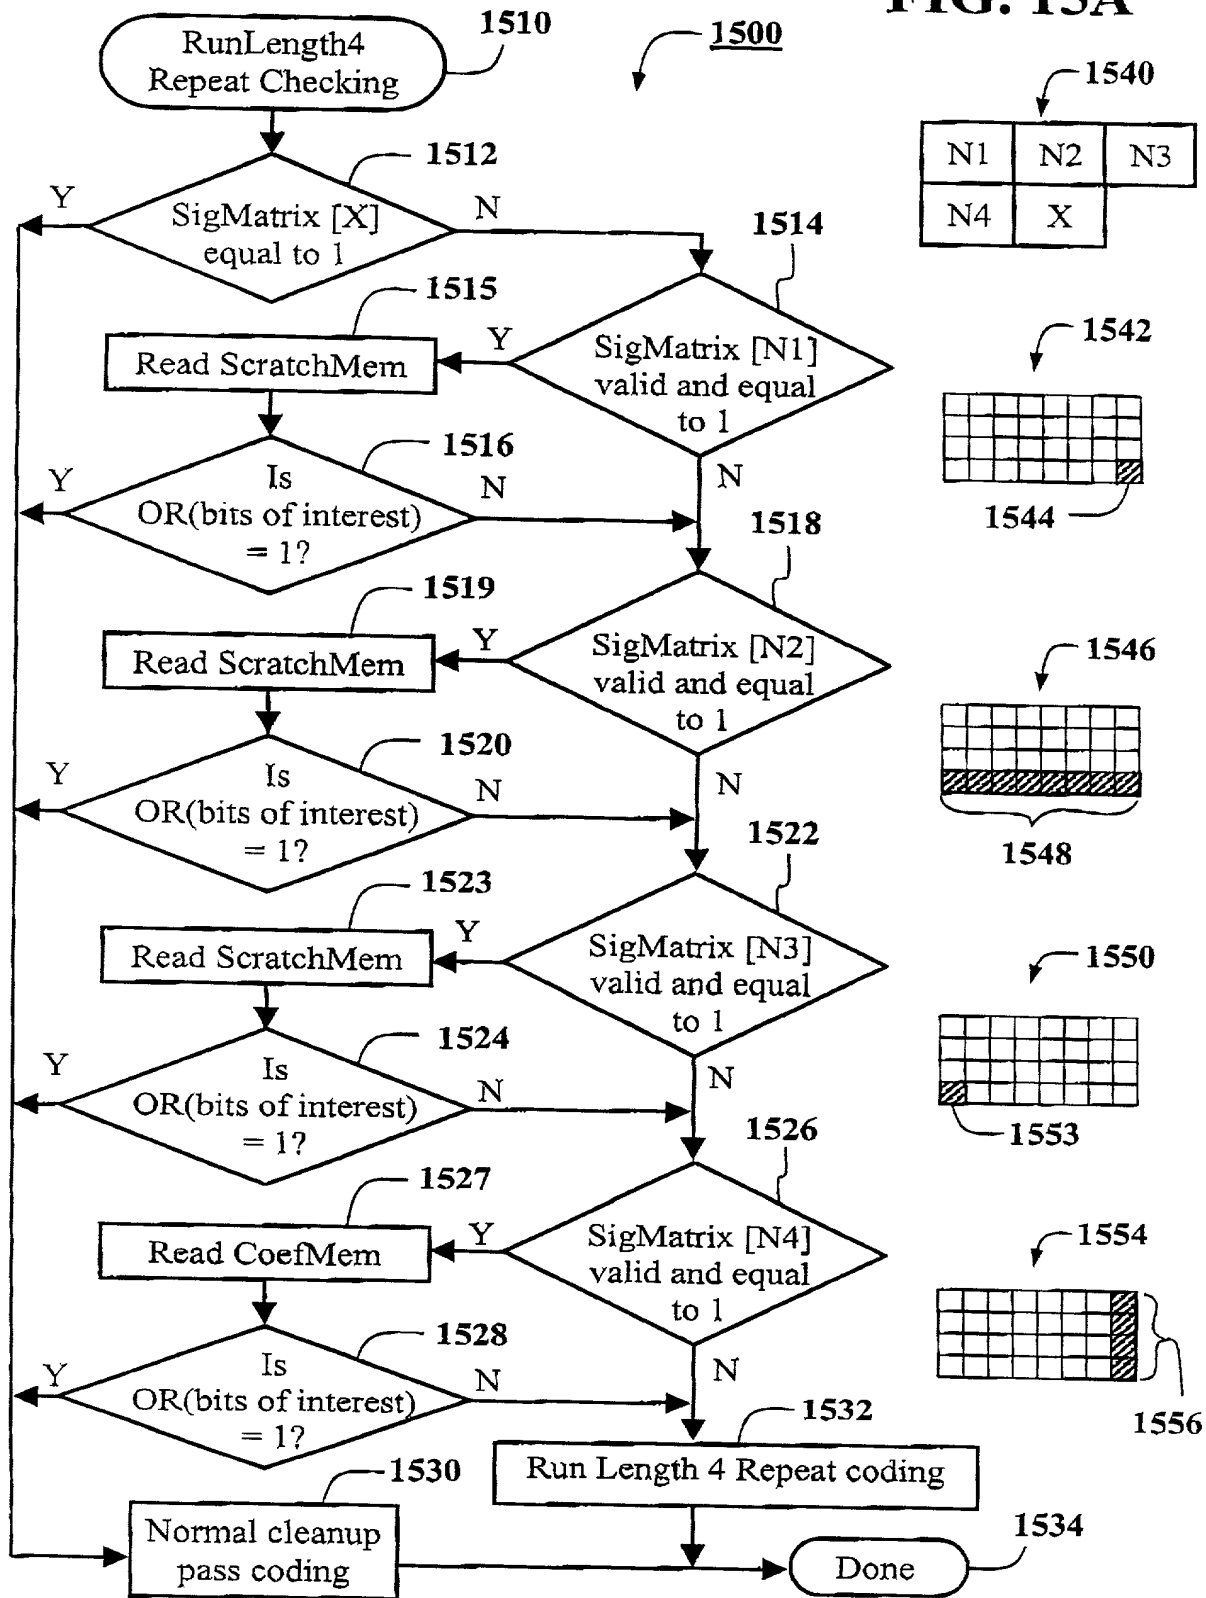 FIG. 15A
RunLength4
Repeat Checking
1510
1500
1540
N1 N2 N3
N4 X
1512
Y
SigMatrix [X]
equal to 1
N
1514
SigMatrix [N1]
valid and equal
to 1
Y
N
1515
Read ScratchMem
1542
1544
1516
Y
Is
OR(bits of interest)
= 1?
N
1518
SigMatrix [N2]
valid and equal
to 1
Y
N
1519
Read ScratchMem
1546
1548
1520
Y
Is
OR(bits of interest)
= 1?
N
1522
SigMatrix [N3]
valid and equal
to 1
Y
N
1523
Read ScratchMem
1550
1553
1524
Y
Is
OR(bits of interest)
= 1?
N
1526
SigMatrix [N4]
valid and equal
to 1
Y
N
1527
Read CoefMem
1554
1556
1528
Y
Is
OR(bits of interest)
= 1?
N
1532
Run Length 4 Repeat coding
1530
Normal cleanup
pass coding
1534
Done